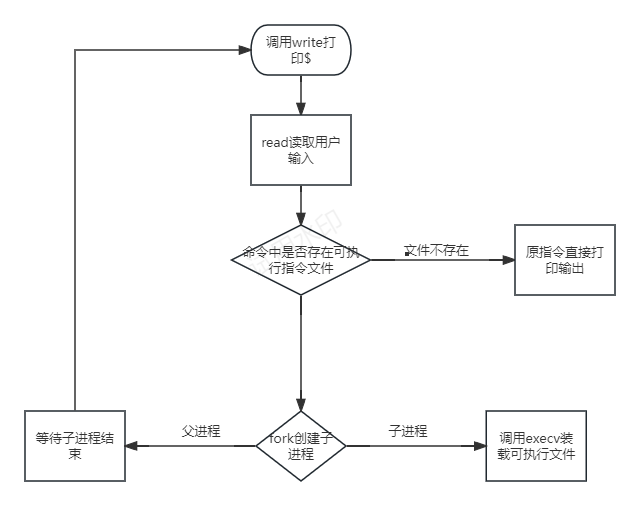 调用write打
印$
read读取用户
输入
命令中是否存在可执
行指令文件
文件不存在
原指令直接打
印输出
fork创建子
进程
父进程
子进程
等待子进程结
束
调用execv装
载可执行文件